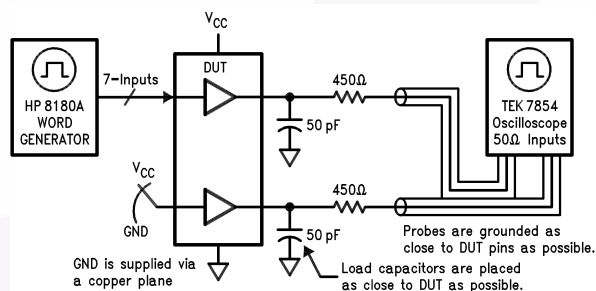 V_CC
DUT
7-Inputs
HP 8180A
WORD
GENERATOR
450Ω
50 pF
TEK 7854
Oscilloscope
50Ω Inputs
V_CC
GND
450Ω
50 pF
Probes are grounded as
close to DUT pins as possible.
GND is supplied via
a copper plane
Load capacitors are placed
as close to DUT as possible.